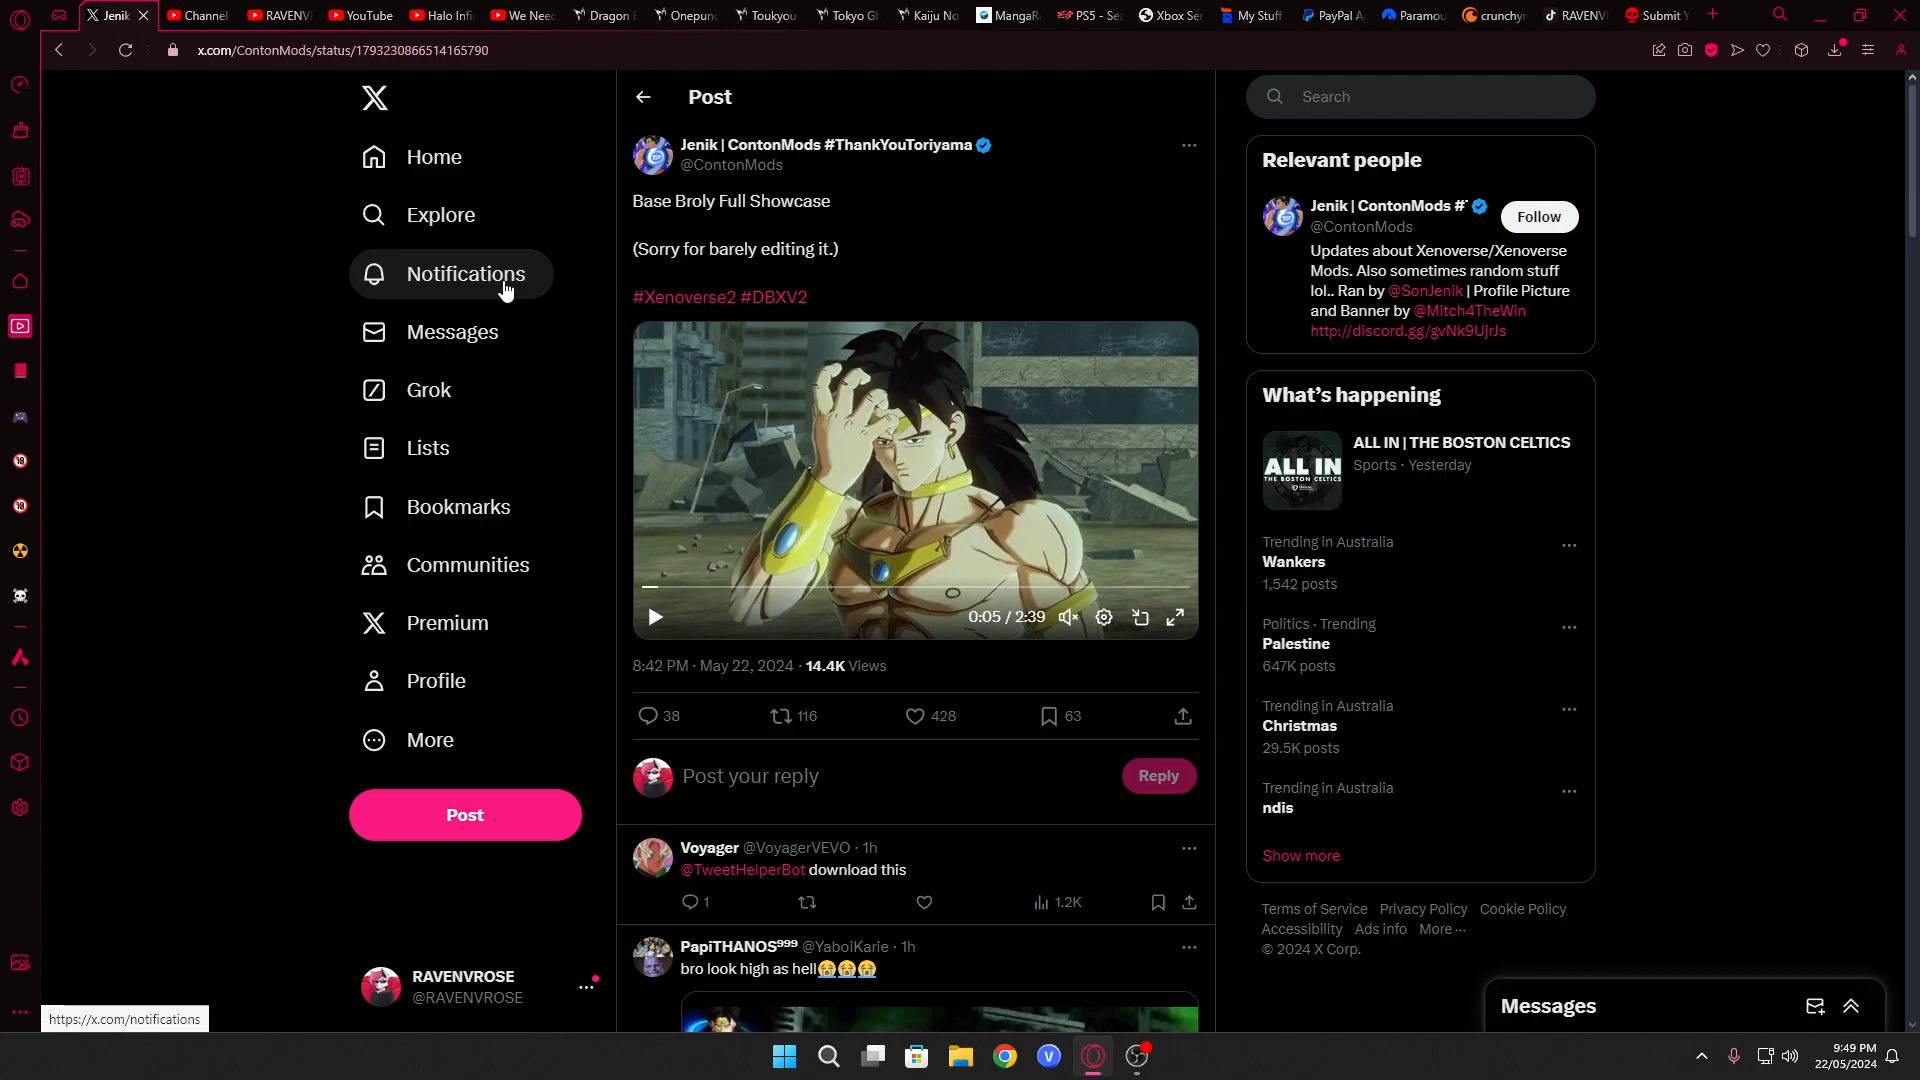 Jenik
Channel
RAVENV
YouTube
Halo Infi
We Nee
Dragon
Onepun
Toukyou
Tokyo G
Kaiju No
MangaR
PS5 - Se
Xbox Se
My Stuff
PayPal A
Paramou
crunchy
RAVENV
Submit Y
x.com/ContonMods/status/1793230866514165790
Home
Explore
Notifications
Messages
Grok
Lists
Bookmarks
Communities
Premium
Profile
More
Post
RAVENVROSE
@RAVENVROSE
https://x.com/notifications
Post
Jenik | ContonMods #ThankYouToriyama
@ContonMods
Base Broly Full Showcase
(Sorry for barely editing it.)
#Xenoverse2 #DBXV2
0:05 / 2:39
8:42 PM · May 22, 2024 · 14.4K Views
38 116 428 63
Post your reply
Reply
Voyager @VoyagerVEVO · 1h
@TweetHelperBot download this
1 1.2K
PapiTHANOS⁹⁹⁹ @YaboiKarie · 1h
bro look high as hell😭😭😭
Search
Relevant people
Jenik | ContonMods #'
@ContonMods
Follow
Updates about Xenoverse/Xenoverse
Mods. Also sometimes random stuff
lol.. Ran by @SonJenik | Profile Picture
and Banner by @Mitch4TheWin
http://discord.gg/gvNk9UjrJs
What's happening
ALL IN
THE BOSTON CELTICS
ALL IN | THE BOSTON CELTICS
Sports · Yesterday
Trending in Australia
Wankers
1,542 posts
Politics · Trending
Palestine
647K posts
Trending in Australia
Christmas
29.5K posts
Trending in Australia
ndis
Show more
Terms of Service Privacy Policy Cookie Policy
Accessibility Ads info More ···
© 2024 X Corp.
Messages
9:49 PM
22/05/2024